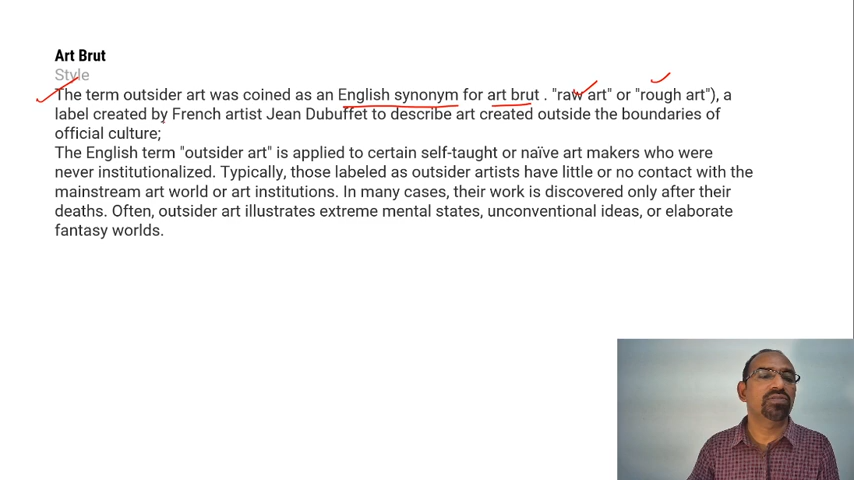 Art Brut
Style
The term outsider art was coined as an English synonym for art brut . "raw art" or "rough art"), a
label created by French artist Jean Dubuffet to describe art created outside the boundaries of
official culture;
The English term "outsider art" is applied to certain self-taught or naïve art makers who were
never institutionalized. Typically, those labeled as outsider artists have little or no contact with the
mainstream art world or art institutions. In many cases, their work is discovered only after their
deaths. Often, outsider art illustrates extreme mental states, unconventional ideas, or elaborate
fantasy worlds.